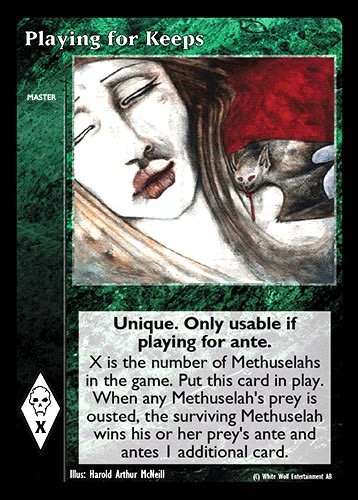 Playing for Keeps
MASTER
Unique. Only usable if
playing for ante.
X is the number of Methuselahs
in the game. Put this card in play.
When any Methuselah's prey is
ousted, the surviving Methuselah
wins his or her prey's ante and
antes 1 additional card.
X
Illus: Harold Arthur McNeill
(C) White Wolf Entertainment AB